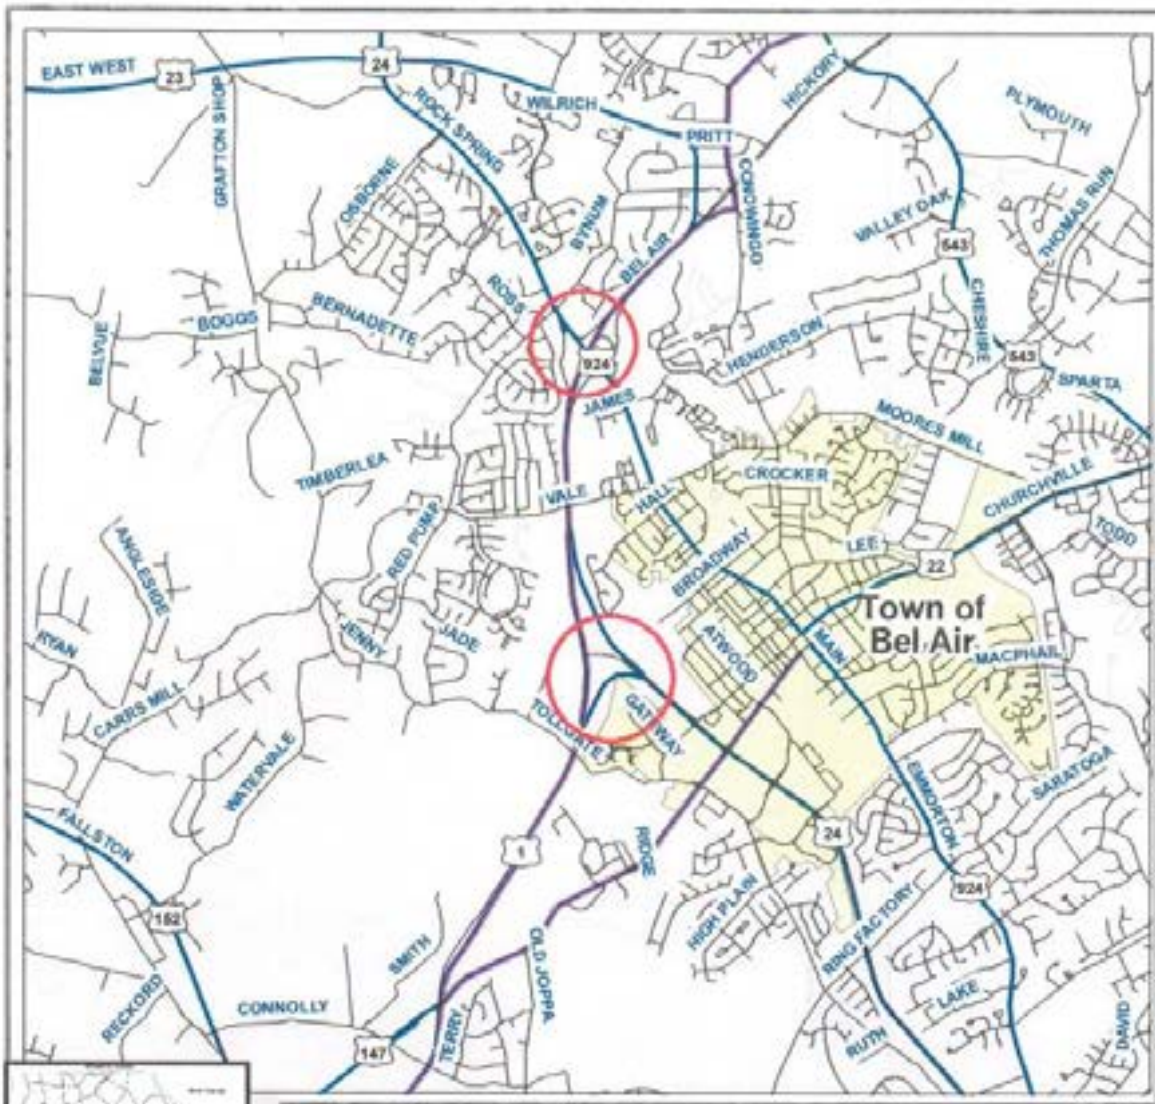 EAST WEST
23
24
GRAFTON SHOP
ROCK SPRING
WILRICH
PRITT
HICKORY
PLYMOUTH
OSBORNE
BYNUM
CONOWINGO
VALLEY OAK
THOMAS RUN
543
BEL AIR
ROSS
BERNADETTE
BOGGS
BELVUE
924
HENDERSON
CHESHIRE
543
SPARTA
JAMES
MOORES MILL
TIMBERLEA
VALE
HALL
CROCKER
CHURCHVILLE
TODD
ANGLESIDE
RED PUMP
BROADWAY
LEE
22
Town of
Bel Air
RYAN
JENNY
JADE
ATWOOD
MAIN
MACPHAIL
CARRS MILL
TOLLGATE
GATEWAY
WATERVALE
EMMORTON
SARATOGA
FALLSTON
1
RIDGE
24
152
HIGH PLAIN
924
RING FACTORY
SMITH
OLD JOPPA
RECKORD
CONNOLLY
LAKE
147
TERRY
RUTH
DAVID